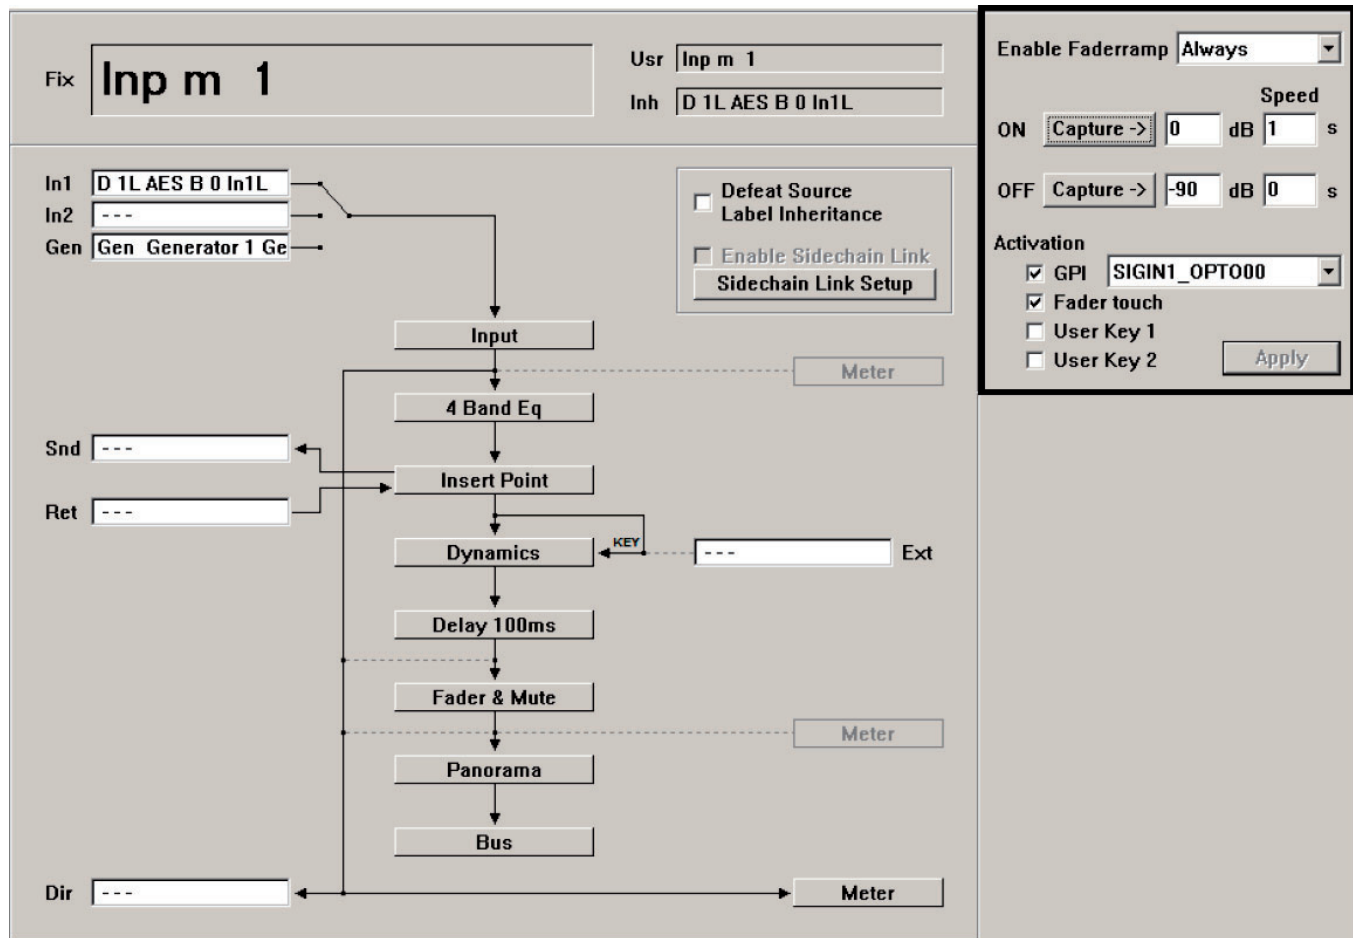 Fix Inp m 1
Usr Inp m 1
Inh D 1L AES B 0 In1L
In1 D 1L AES B 0 In1L
In2 ---
Gen Gen Generator 1 Ge
Defeat Source
Label Inheritance
Enable Sidechain Link
Sidechain Link Setup
Input
Meter
4 Band Eq
Snd ---
Insert Point
Ret ---
KEY
Dynamics
--- Ext
Delay 100ms
Fader & Mute
Meter
Panorama
Bus
Dir ---
Meter
Enable Faderramp Always
Speed
ON Capture -> 0 dB 1 s
OFF Capture -> -90 dB 0 s
Activation
GPI SIGIN1_OPTO00
Fader touch
User Key 1
User Key 2
Apply